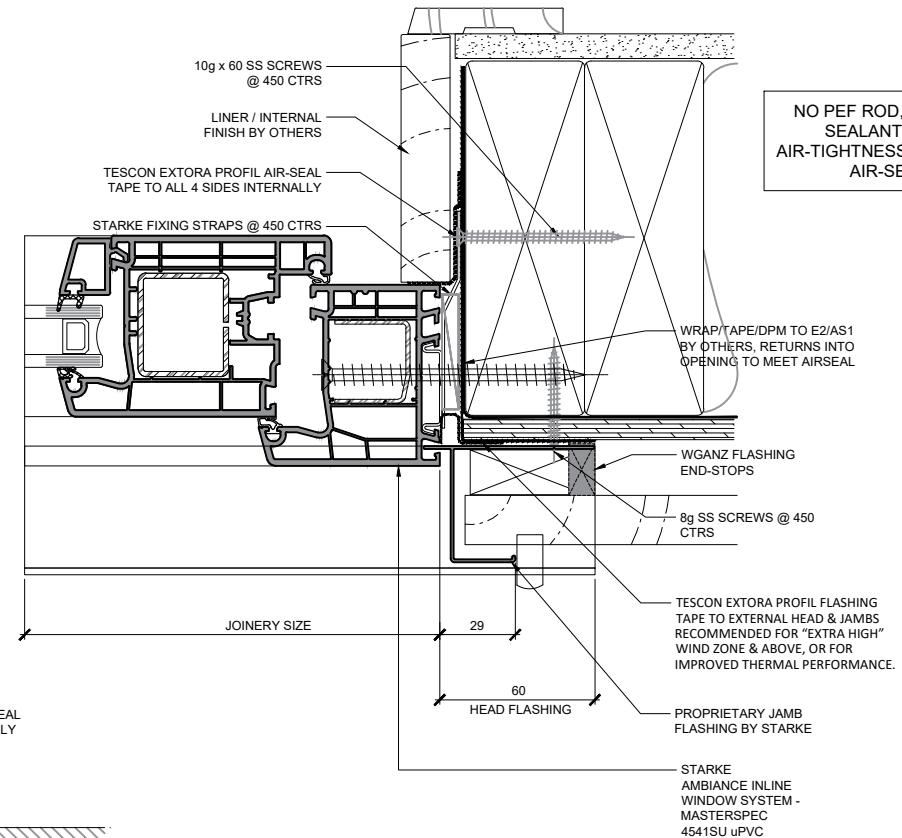 10g x 60 SS SCREWS
@ 450 CTRS
LINER / INTERNAL
FINISH BY OTHERS
TESCON EXTORA PROFIL AIR-SEAL
TAPE TO ALL 4 SIDES INTERNALLY
STARKE FIXING STRAPS @ 450 CTRS
NO PEF ROD,
SEALANT
AIR-TIGHTNESS
AIR-SE
WRAP/TAPE/DPM TO E2/AS1
BY OTHERS, RETURNS INTO
OPENING TO MEET AIRSEAL
WGANZ FLASHING
END-STOPS
8g SS SCREWS @ 450
CTRS
TESCON EXTORA PROFIL FLASHING
TAPE TO EXTERNAL HEAD & JAMBS
RECOMMENDED FOR “EXTRA HIGH”
WIND ZONE & ABOVE, OR FOR
IMPROVED THERMAL PERFORMANCE.
JOINERY SIZE
29
60
HEAD FLASHING
PROPRIETARY JAMB
FLASHING BY STARKE
STARKE
AMBIANCE INLINE
WINDOW SYSTEM -
MASTERSPEC
4541SU uPVC
EAL
LY